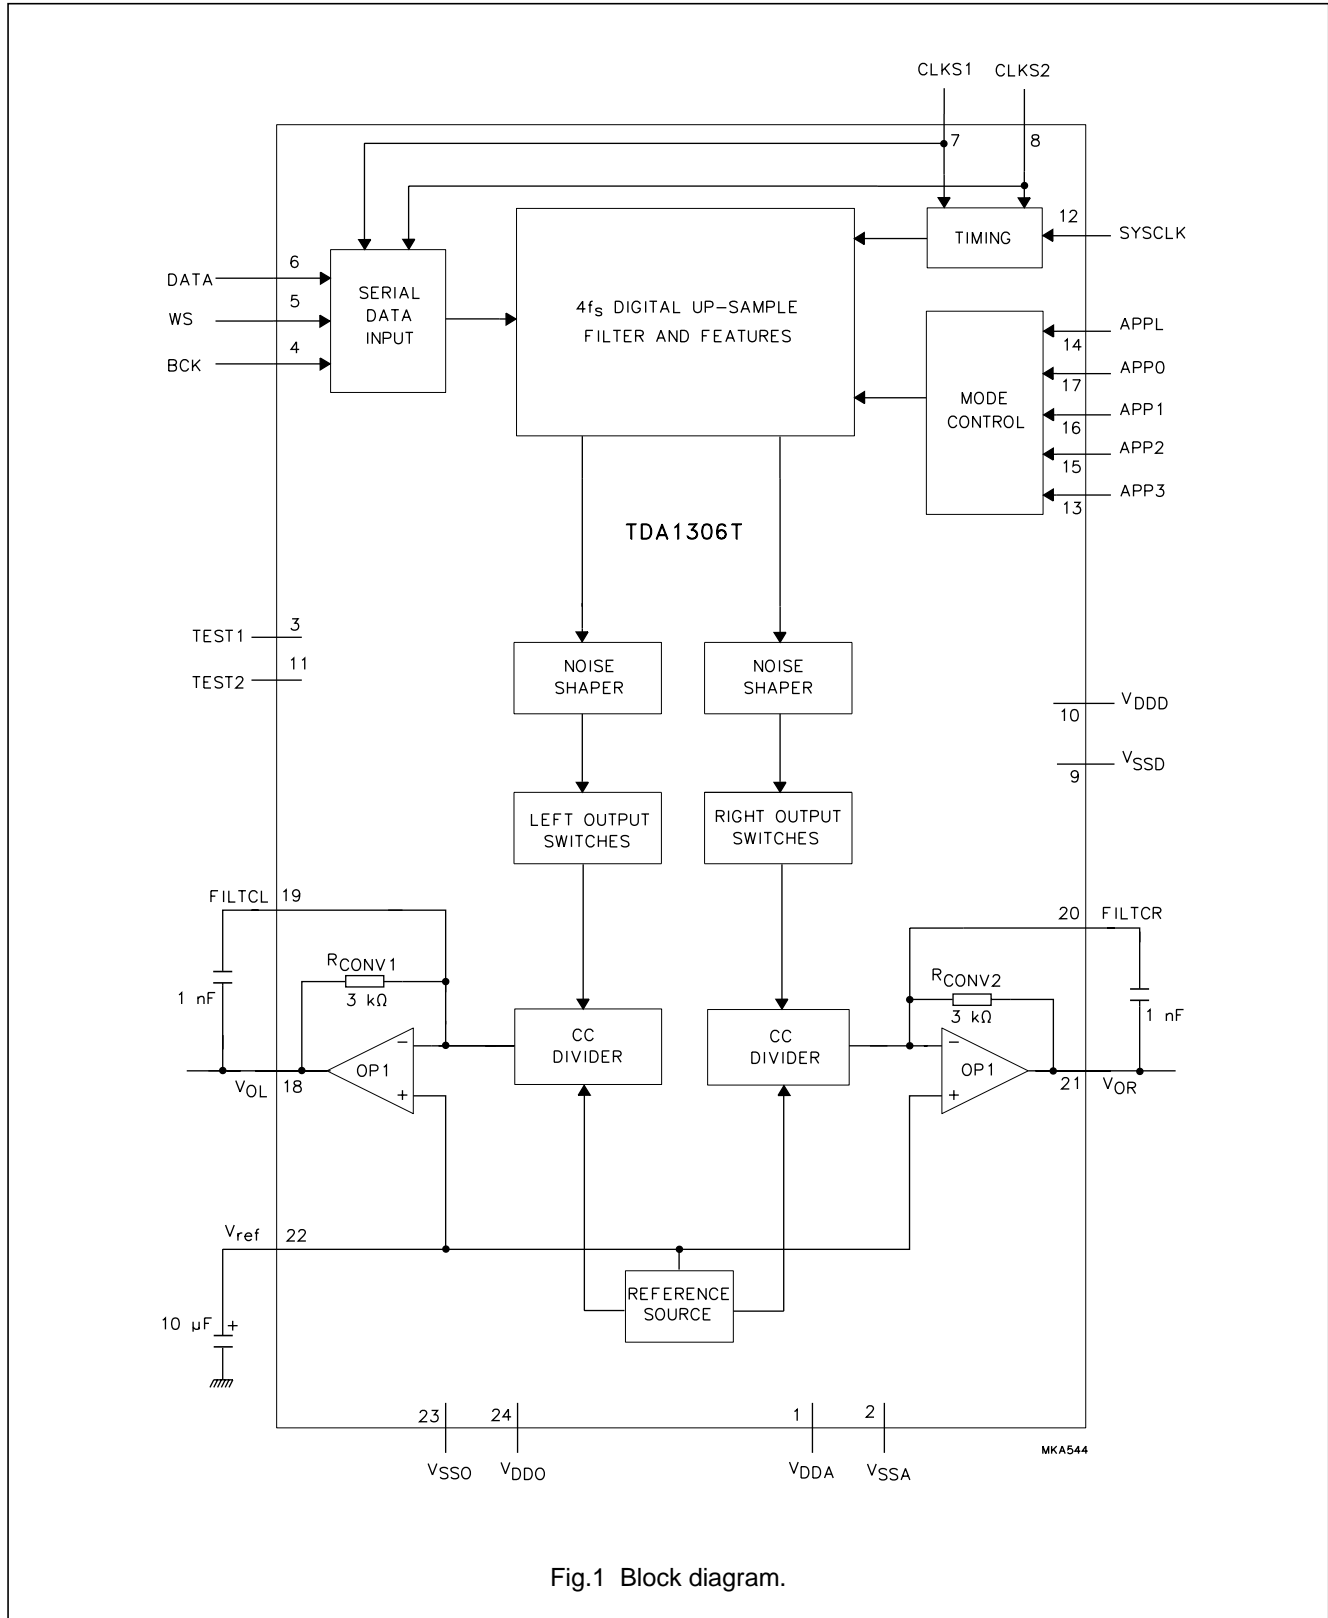 CLKS1 CLKS2
7 8
12
TIMING
SYSCLK
6
DATA
5
WS
4
BCK
SERIAL
DATA
INPUT
4fs DIGITAL UP-SAMPLE
FILTER AND FEATURES
MODE
CONTROL
APPL
14
APP0
17
APP1
16
APP2
15
APP3
13
TDA1306T
3
TEST1
11
TEST2
NOISE
SHAPER
NOISE
SHAPER
VDDD
10
VSSD
9
LEFT OUTPUT
SWITCHES
RIGHT OUTPUT
SWITCHES
FILTCL 19
20 FILTCR
RCONV1
3 kΩ
1 nF
RCONV2
3 kΩ
1 nF
CC
DIVIDER
CC
DIVIDER
−
OP1
+
−
OP1
+
VOL 18
21 VOR
Vref 22
REFERENCE
SOURCE
10 μF +
23 24 1 2
VSSO VDDO VDDA VSSA
MKA544
Fig.1 Block diagram.